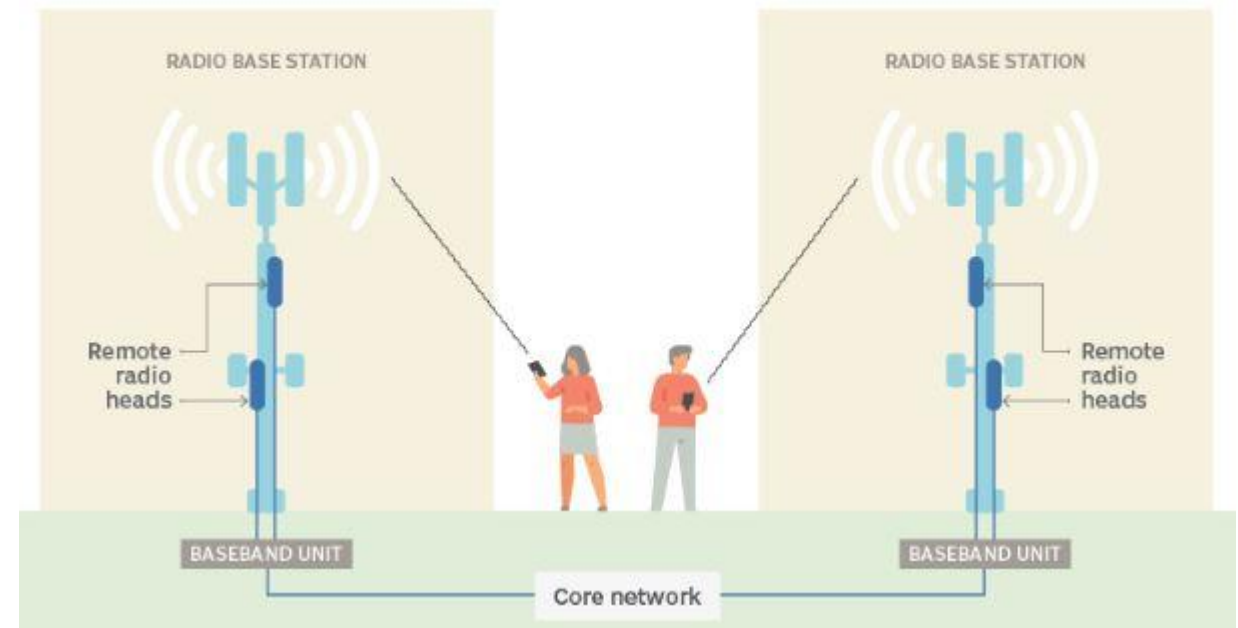 RADIO BASE STATION
RADIO BASE STATION
Remote
radio
heads
Remote
radio
heads
BASEBAND UNIT
BASEBAND UNIT
Core network